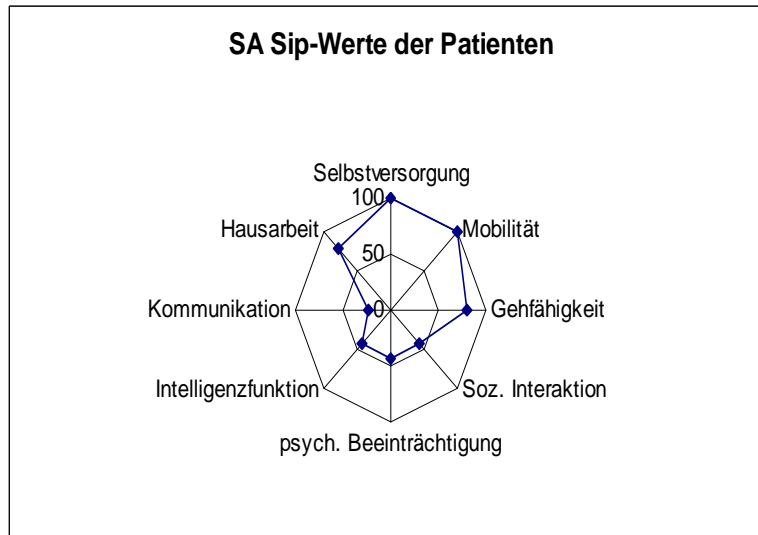 SA Sip-Werte der Patienten
Selbstversorgung
100
Hausarbeit
Mobilität
50
Kommunikation
0
Gehfähigkeit
Intelligenzfunktion
Soz. Interaktion
psych. Beeinträchtigung